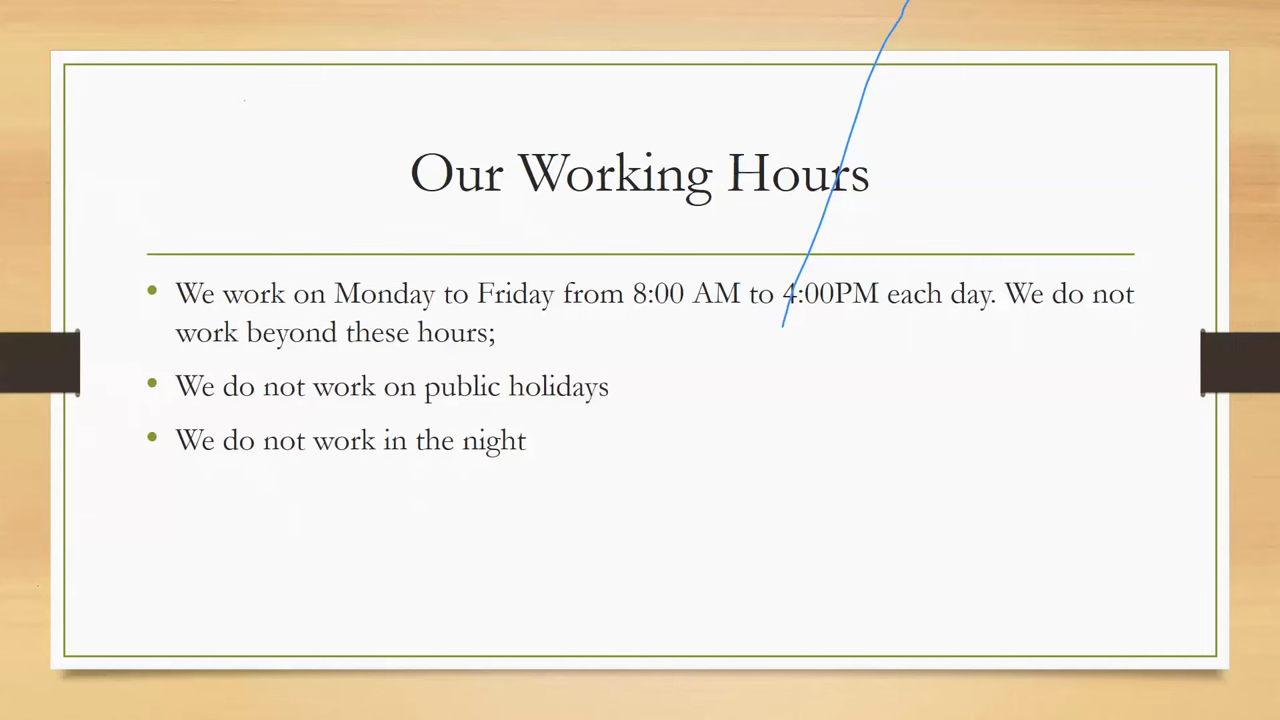 Our Working Hours
• We work on Monday to Friday from 8:00 AM to 4:00PM each day. We do not
work beyond these hours;
• We do not work on public holidays
• We do not work in the night